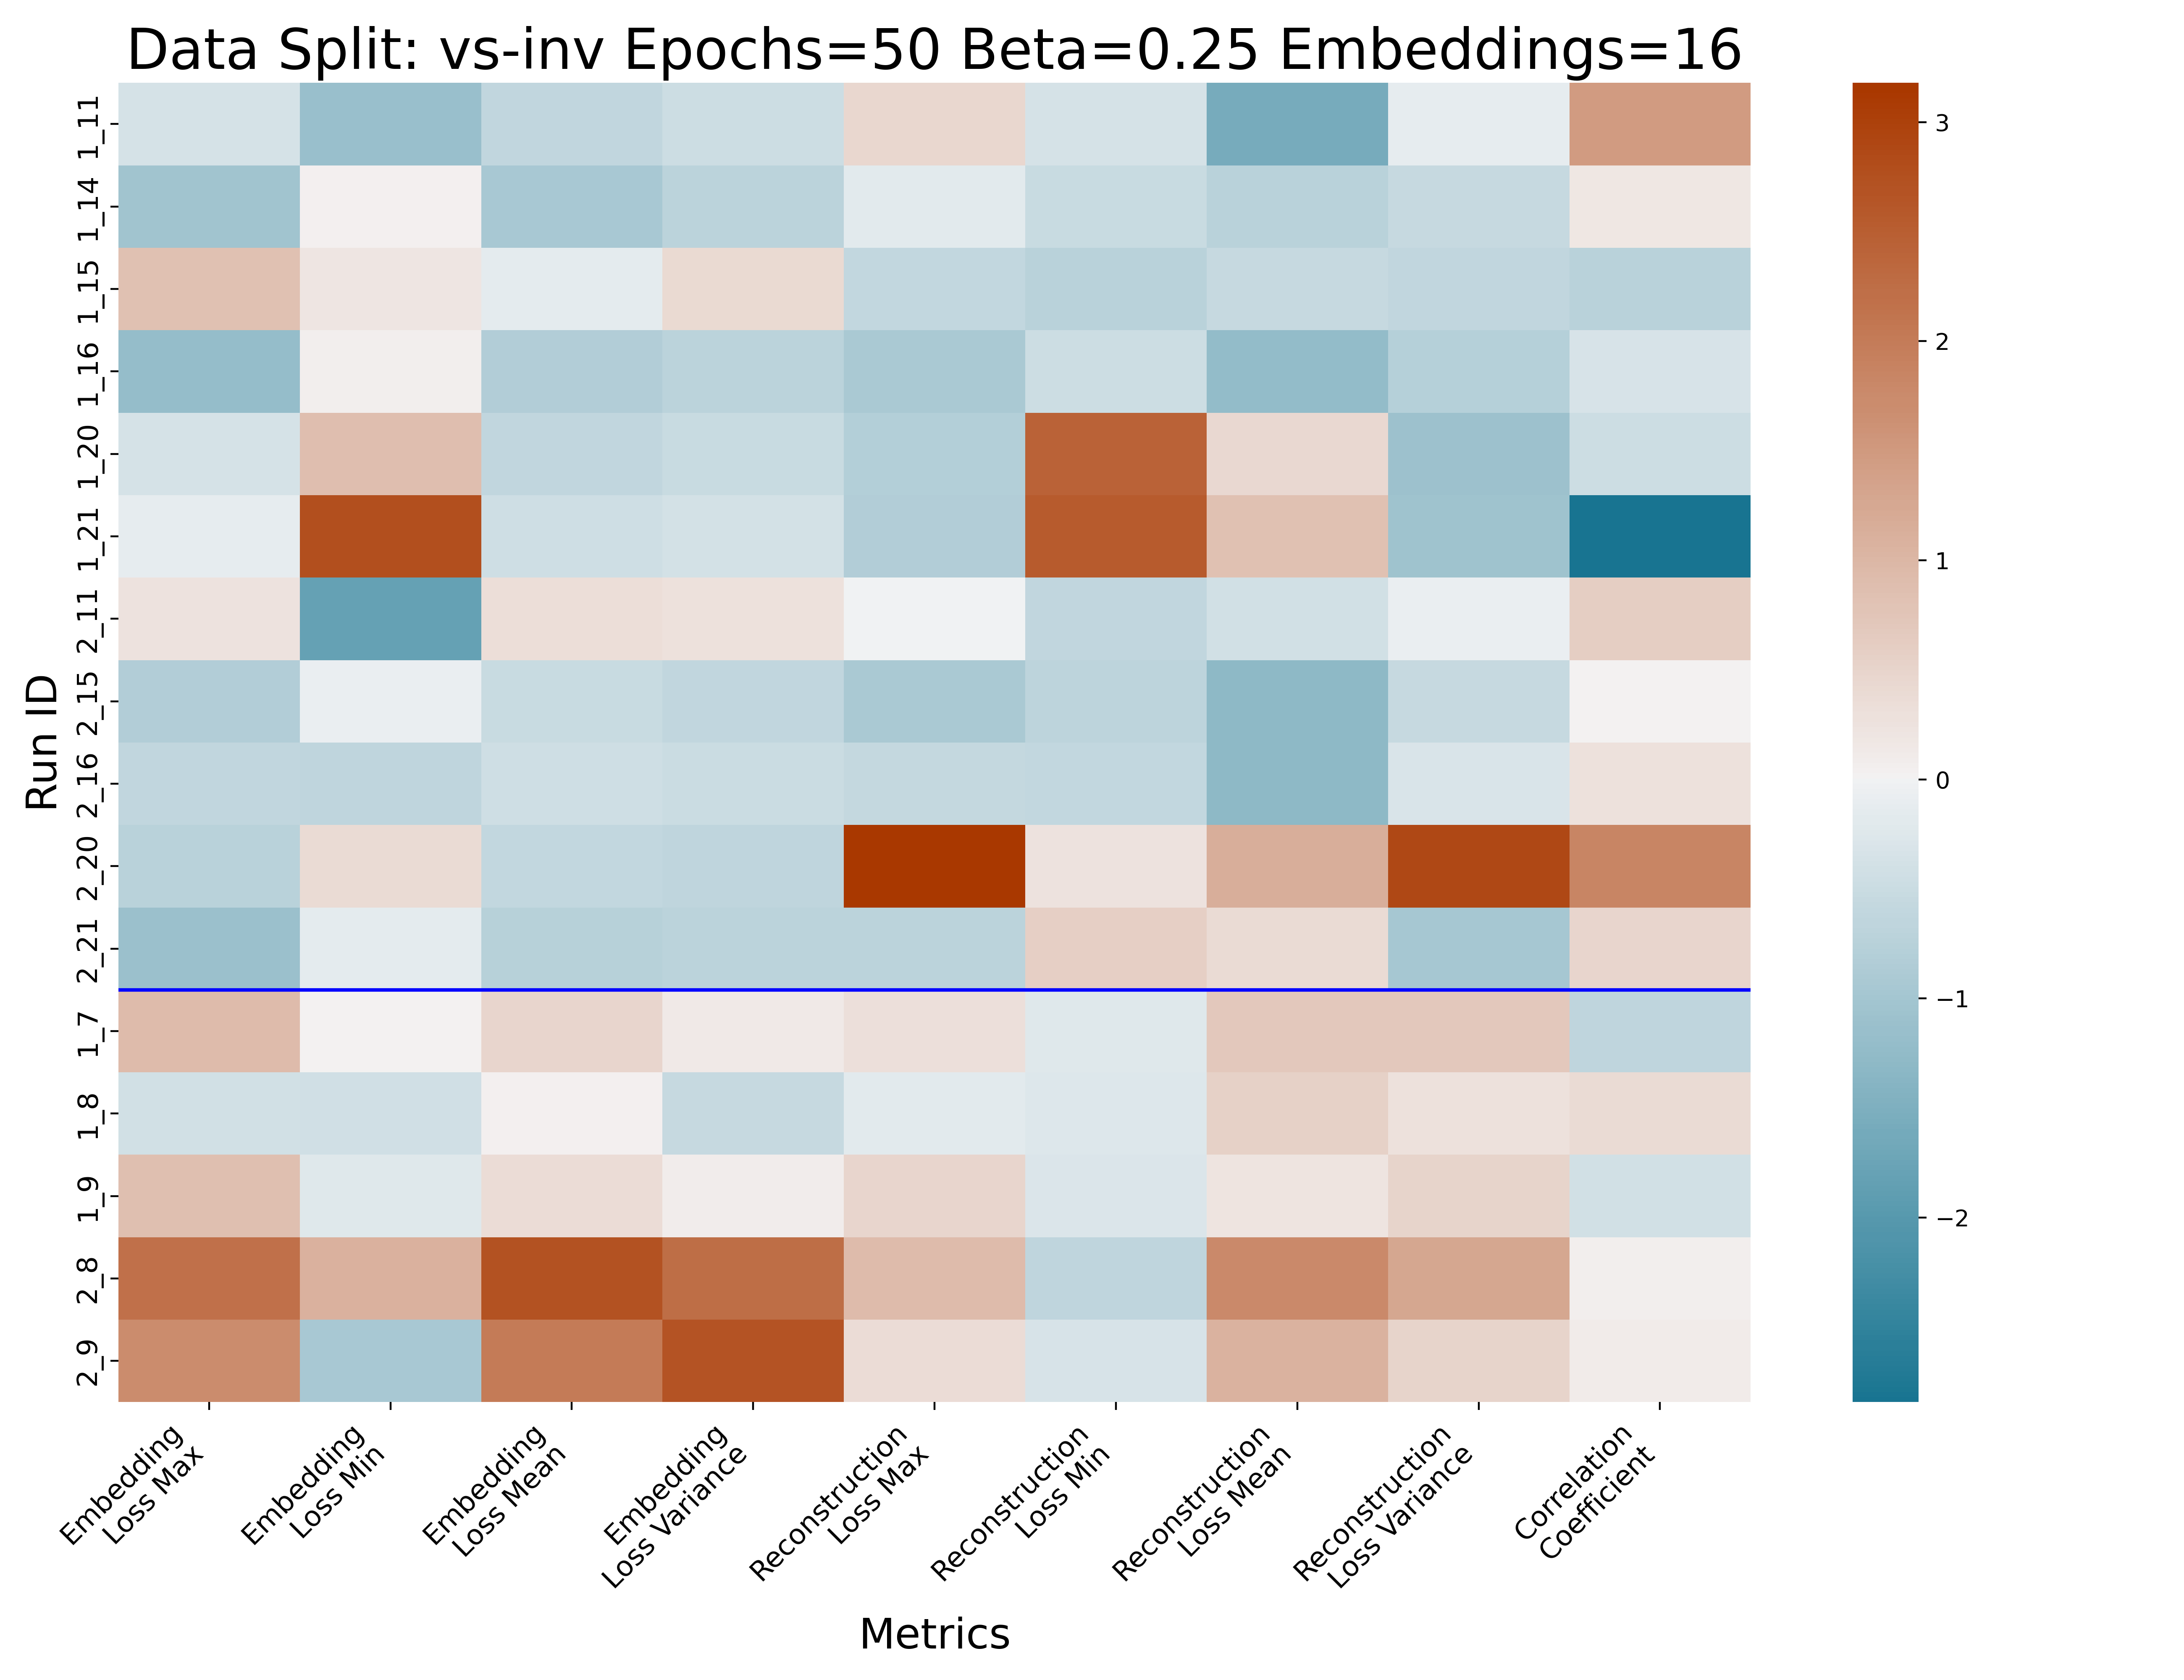 Data Split: vs-inv Epochs=50 Beta=0.25 Embeddings=16
Run ID
1_11
1_14
1_15
1_16
1_20
1_21
2_11
2_15
2_16
2_20
2_21
1_7
1_8
1_9
2_8
2_9
Embedding
Loss Max
Embedding
Loss Min
Embedding
Loss Mean
Embedding
Loss Variance
Reconstruction
Loss Max
Reconstruction
Loss Min
Reconstruction
Loss Mean
Reconstruction
Loss Variance
Correlation
Coefficient
Metrics
3
2
1
0
−1
−2